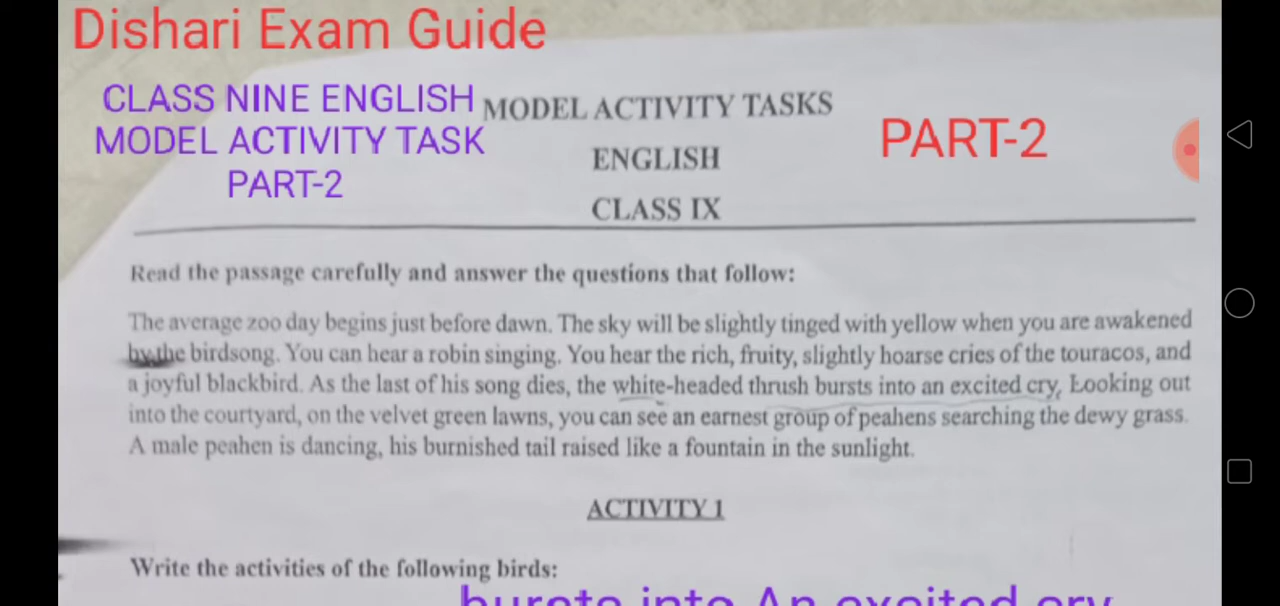 Dishari Exam Guide
CLASS NINE ENGLISH
MODEL ACTIVITY TASK
PART-2
MODEL ACTIVITY TASKS
ENGLISH
CLASS IX
PART-2
Read the passage carefully and answer the questions that follow:
The average zoo day begins just before dawn. The sky will be slightly tinged with yellow when you are awakened
by the birdsong. You can hear a robin singing. You hear the rich, fruity, slightly hoarse cries of the touracos, and
a joyful blackbird. As the last of his song dies, the white-headed thrush bursts into an excited cry. Looking out
into the courtyard, on the velvet green lawns, you can see an earnest group of peahens searching the dewy grass.
A male peahen is dancing, his burnished tail raised like a fountain in the sunlight.
ACTIVITY 1
Write the activities of the following birds:
bursts into An excited cry